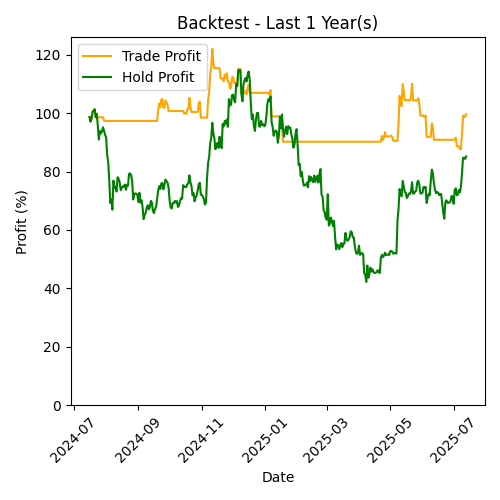 Backtest - Last 1 Year(s)
Trade Profit
Hold Profit
Profit (%)
120
100
80
60
40
20
0
2024-07
2024-09
2024-11
2025-01
2025-03
2025-05
2025-07
Date